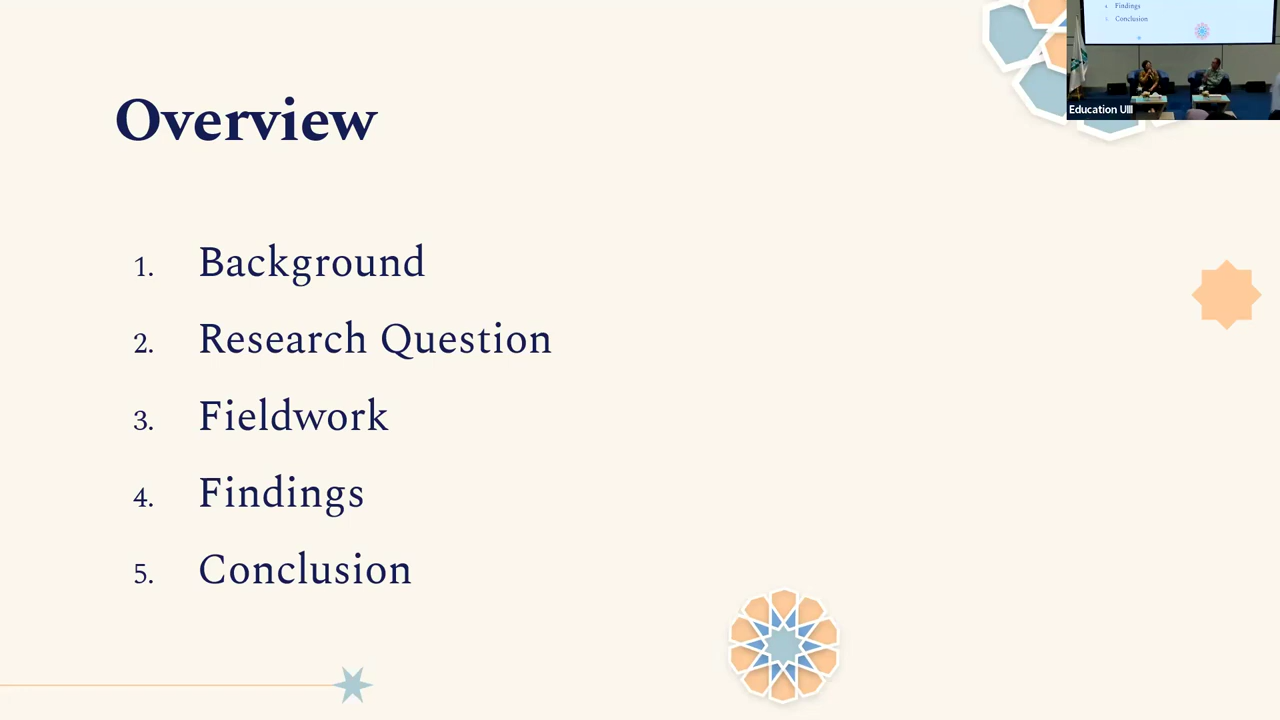 Overview
1. Background
2. Research Question
3. Fieldwork
4. Findings
5. Conclusion
Findings
Conclusion
Education UIII